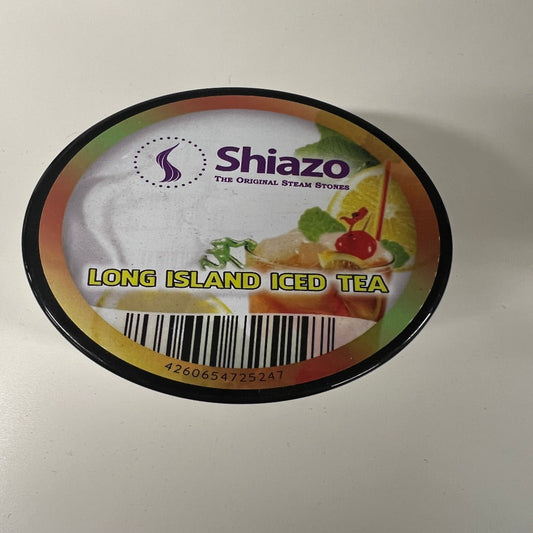 Shiazo
THE ORIGINAL STEAM STONES
LONG ISLAND ICED TEA
4260654725247